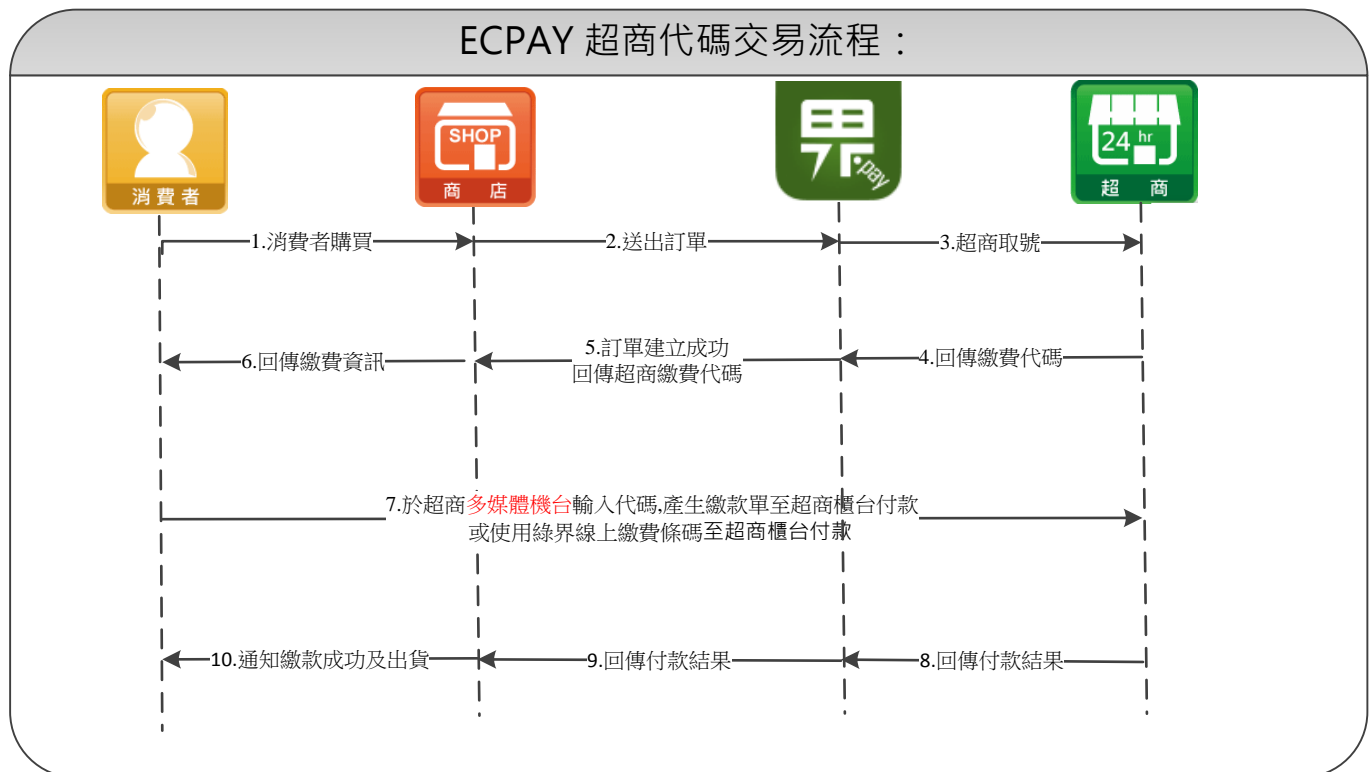 ECPAY 超商代碼交易流程：
消費者
SHOP
商 店
界
pay
24 hr
超 商
1.消費者購買
2.送出訂單
3.超商取號
6.回傳繳費資訊
5.訂單建立成功
回傳超商繳費代碼
4.回傳繳費代碼
7.於超商多媒體機台輸入代碼,產生繳款單至超商櫃台付款
或使用綠界線上繳費條碼至超商櫃台付款
10.通知繳款成功及出貨
9.回傳付款結果
8.回傳付款結果